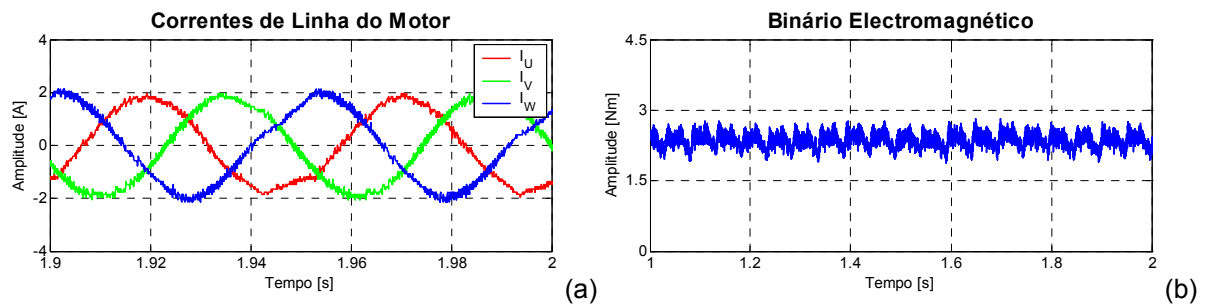 Correntes de Linha do Motor
Amplitude [A]
4
2
0
-2
-4
I_U
I_V
I_W
1.9
1.92
1.94
1.96
1.98
2
Tempo [s]
(a)
Binário Electromagnético
Amplitude [Nm]
4.5
3
1.5
0
1
1.2
1.4
1.6
1.8
2
Tempo [s]
(b)